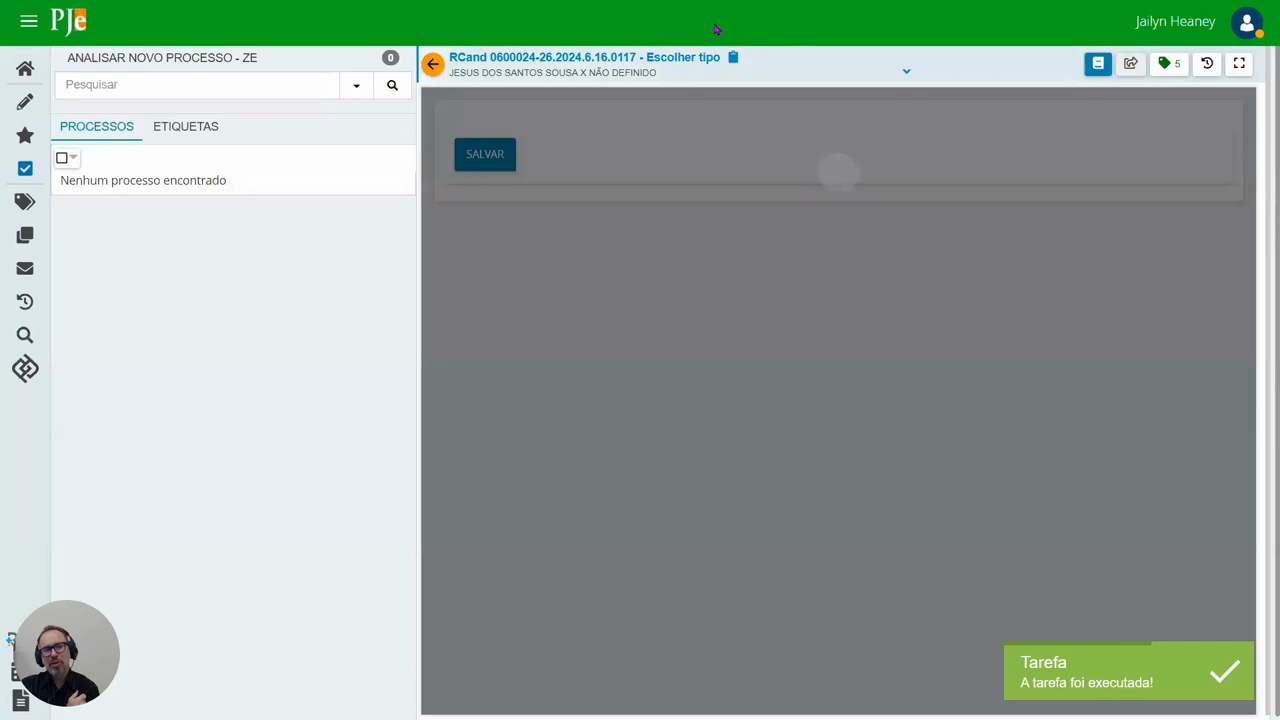 PJe
Jailyn Heaney
ANALISAR NOVO PROCESSO - ZE
0
Pesquisar
PROCESSOS
ETIQUETAS
Nenhum processo encontrado
RCand 0600024-26.2024.6.16.0117 - Escolher tipo
JESUS DOS SANTOS SOUSA X NÃO DEFINIDO
5
SALVAR
Tarefa
A tarefa foi executada!